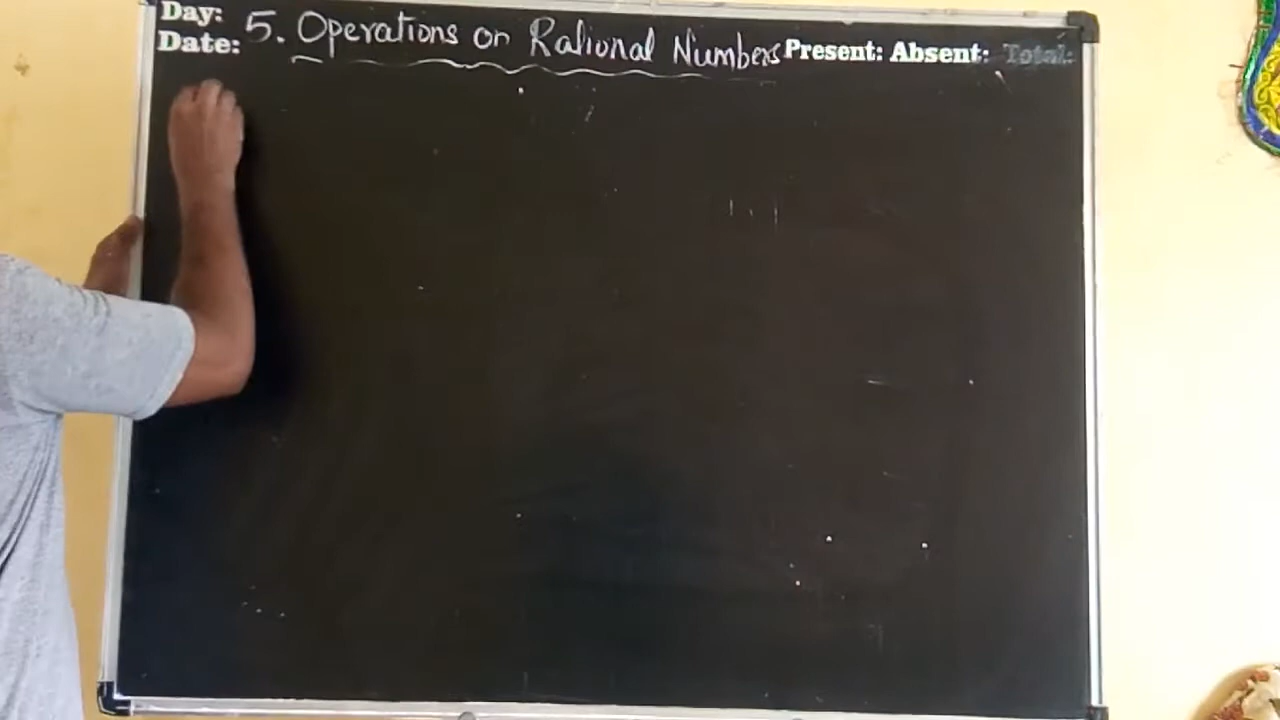 Day:
Date:
5. Operations on Rational Numbers
Present: Absent: Total: